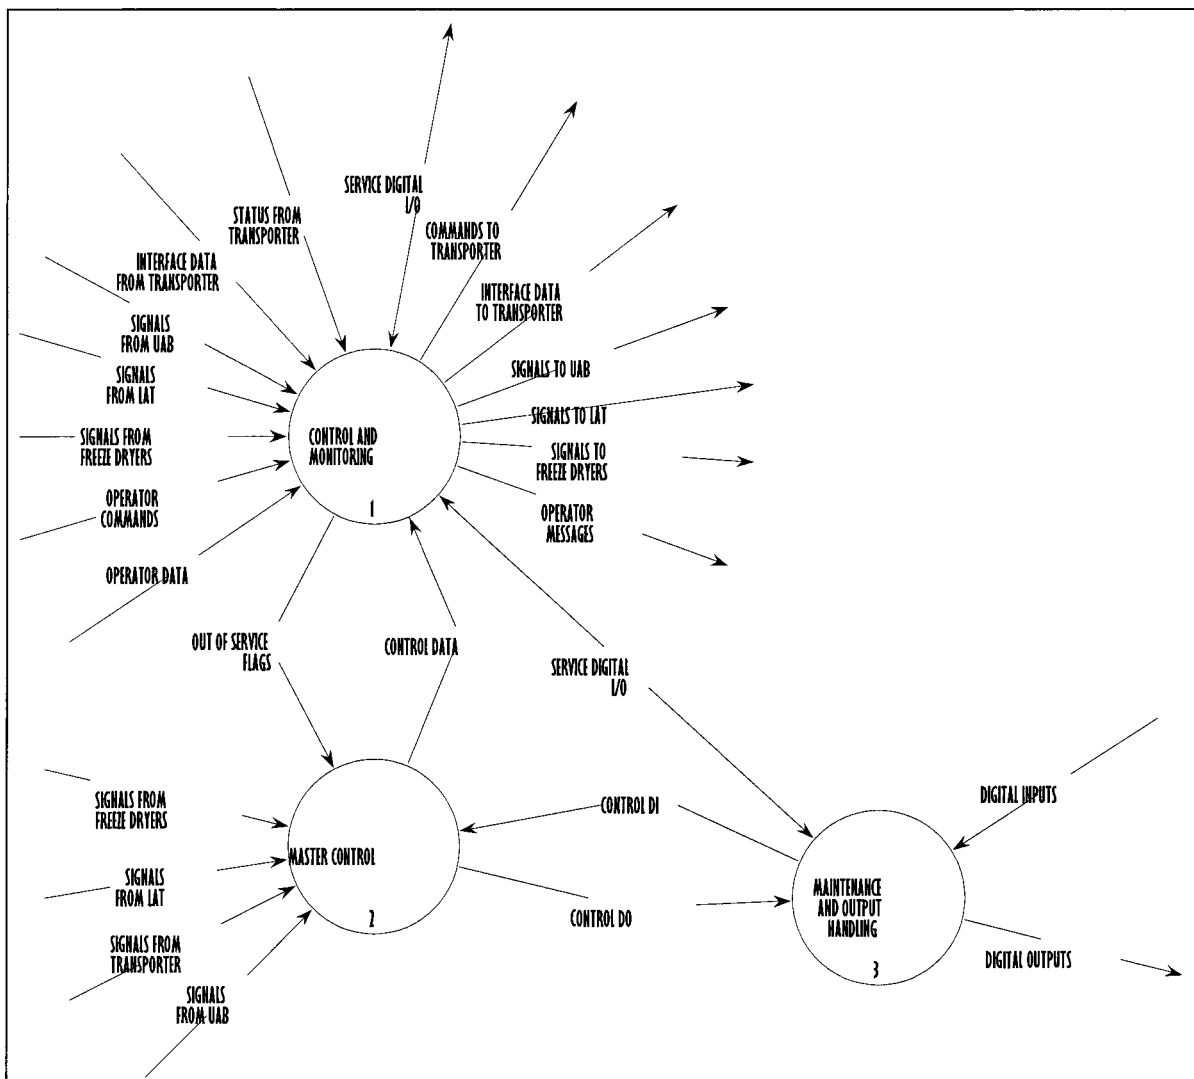 SERVICE DIGITAL
I/O
STATUS FROM
TRANSPORTER
COMMANDS TO
TRANSPORTER
INTERFACE DATA
FROM TRANSPORTER
INTERFACE DATA
TO TRANSPORTER
SIGNALS
FROM UAB
SIGNALS
FROM LAT
SIGNALS TO UAB
SIGNALS TO LAT
SIGNALS FROM
FREEZE DRYERS
CONTROL AND
MONITORING
1
SIGNALS TO
FREEZE DRYERS
OPERATOR
COMMANDS
OPERATOR
MESSAGES
OPERATOR DATA
OUT OF SERVICE
FLAGS
CONTROL DATA
SERVICE DIGITAL
I/O
SIGNALS FROM
FREEZE DRYERS
CONTROL DI
DIGITAL INPUTS
MASTER CONTROL
2
SIGNALS
FROM LAT
CONTROL DO
MAINTENANCE
AND OUTPUT
HANDLING
3
SIGNALS FROM
TRANSPORTER
DIGITAL OUTPUTS
SIGNALS
FROM UAB